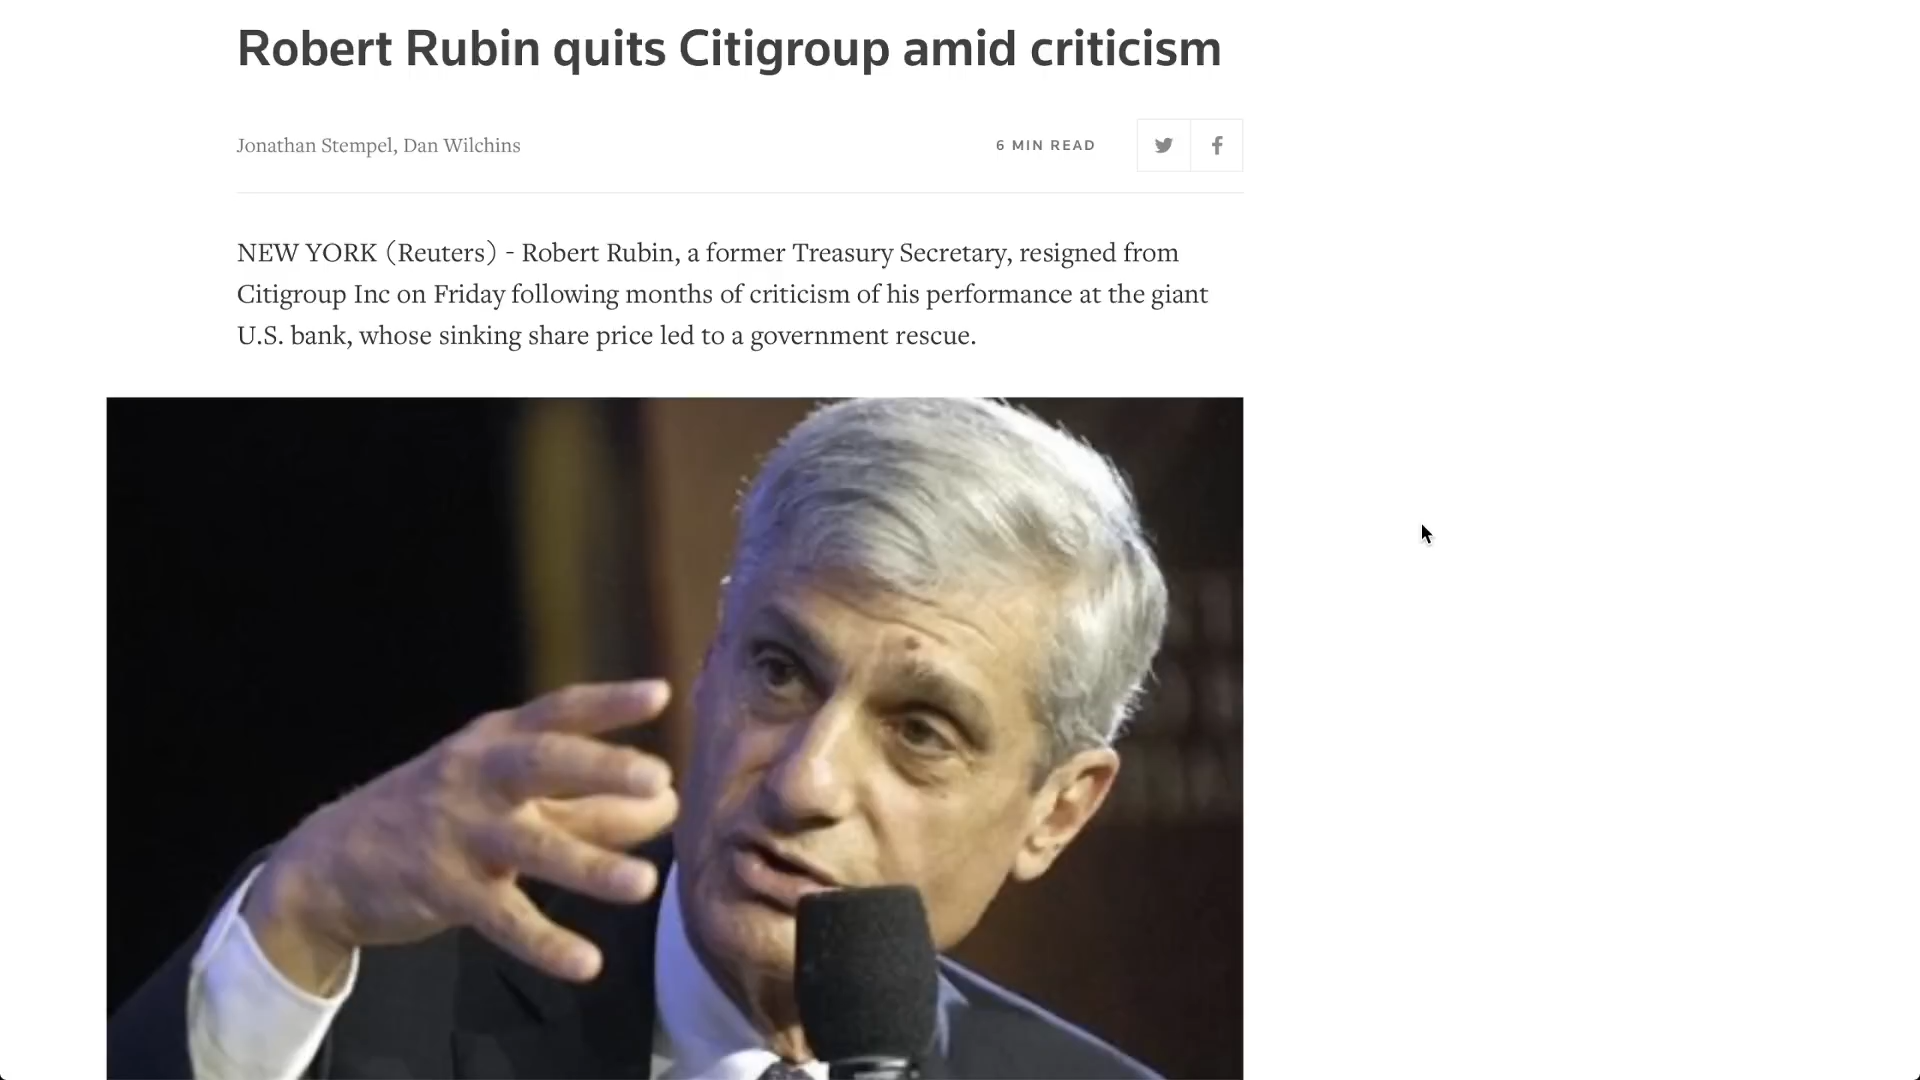 Robert Rubin quits Citigroup amid criticism
Jonathan Stempel, Dan Wilchins
6 MIN READ
NEW YORK (Reuters) - Robert Rubin, a former Treasury Secretary, resigned from
Citigroup Inc on Friday following months of criticism of his performance at the giant
U.S. bank, whose sinking share price led to a government rescue.